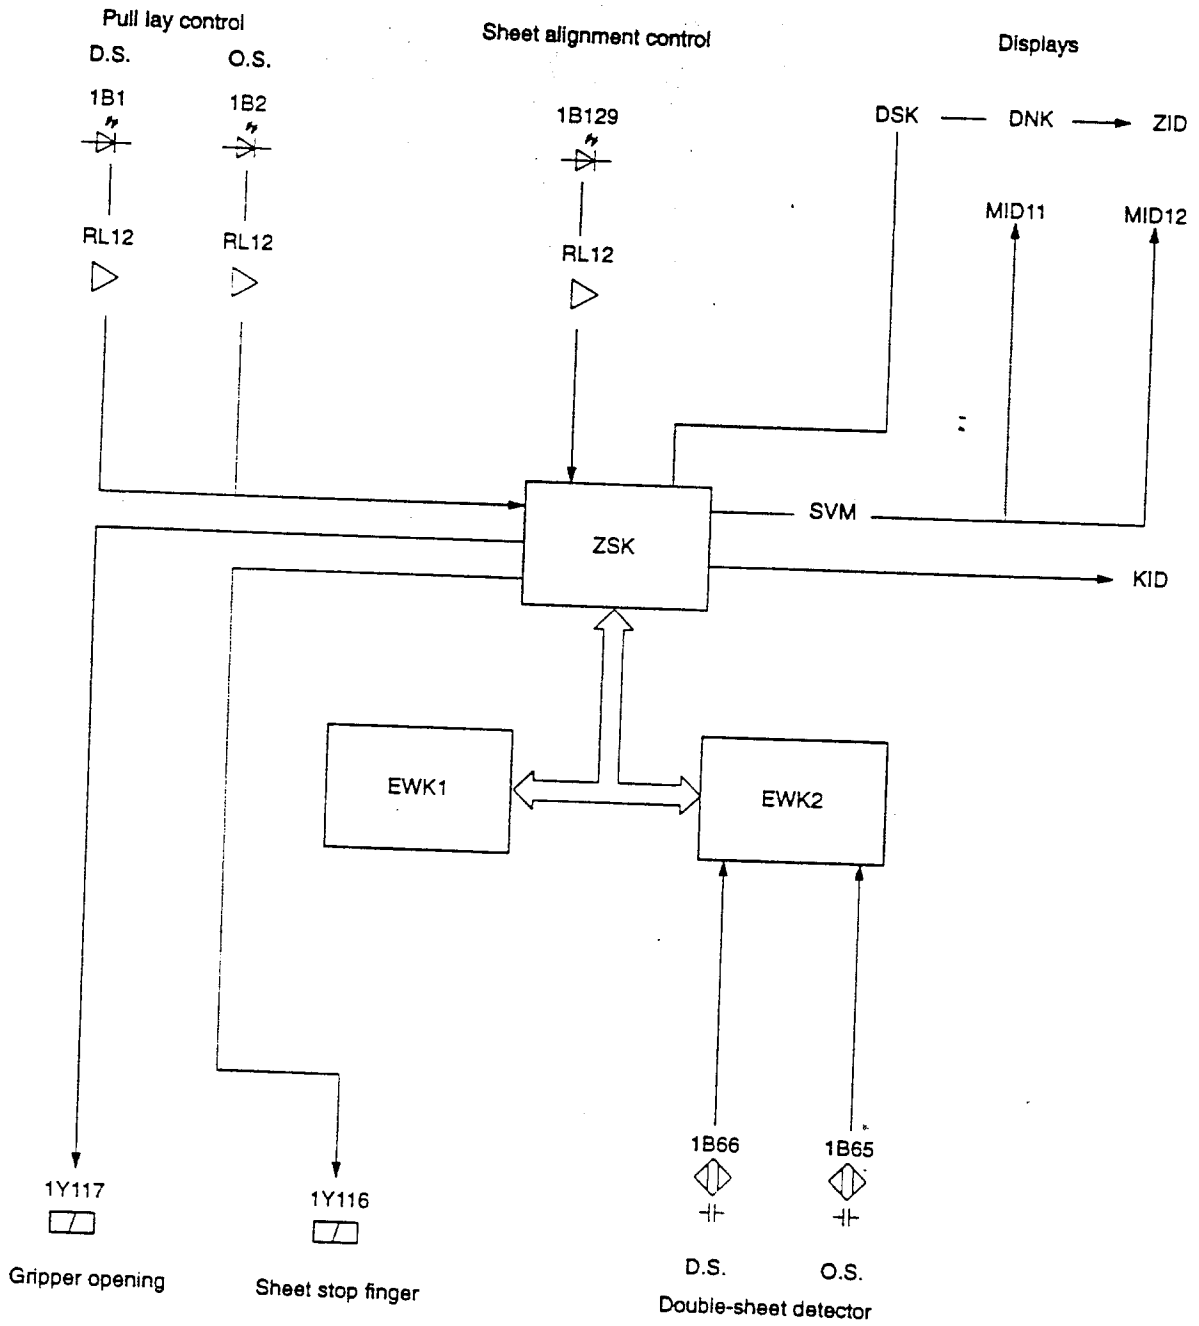 Pull lay control
Sheet alignment control
Displays
D.S.
O.S.
1B1
1B2
1B129
DSK
DNK
ZID
MID11
MID12
RL12
RL12
RL12
SVM
ZSK
KID
EWK1
EWK2
1B66
1B65
1Y117
1Y116
D.S.
O.S.
Gripper opening
Sheet stop finger
Double-sheet detector